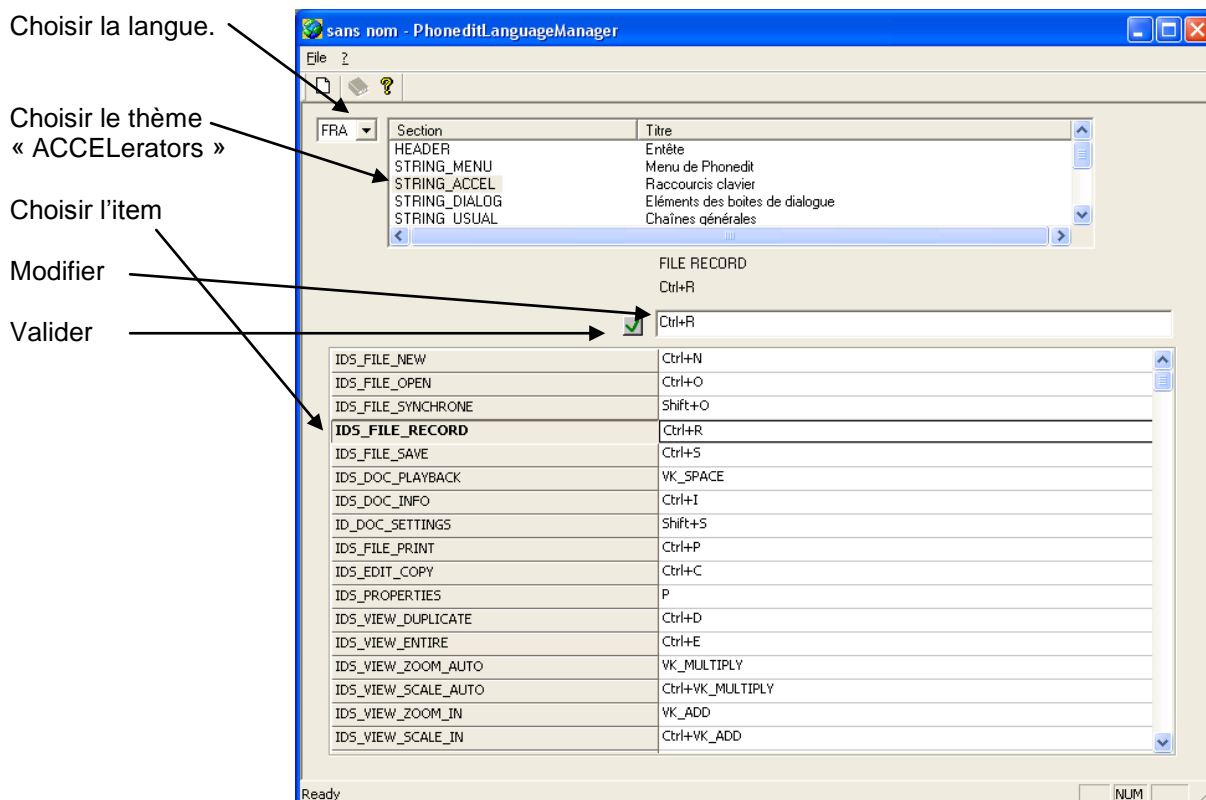 Choisir la langue.
Choisir le thème
« ACCELerators »
Choisir l'item
Modifier
Valider
sans nom - PhoneditLanguageManager
File ?
FRA
Section Titre
HEADER Entête
STRING_MENU Menu de Phonedit
STRING_ACCEL Raccourcis clavier
STRING_DIALOG Eléments des boites de dialogue
STRING_USUAL Chaînes générales
FILE RECORD
Ctrl+R
Ctrl+R
IDS_FILE_NEW Ctrl+N
IDS_FILE_OPEN Ctrl+O
IDS_FILE_SYNCHRONE Shift+O
IDS_FILE_RECORD Ctrl+R
IDS_FILE_SAVE Ctrl+S
IDS_DOC_PLAYBACK VK_SPACE
IDS_DOC_INFO Ctrl+I
ID_DOC_SETTINGS Shift+S
IDS_FILE_PRINT Ctrl+P
IDS_EDIT_COPY Ctrl+C
IDS_PROPERTIES P
IDS_VIEW_DUPLICATE Ctrl+D
IDS_VIEW_ENTIRE Ctrl+E
IDS_VIEW_ZOOM_AUTO VK_MULTIPLY
IDS_VIEW_SCALE_AUTO Ctrl+VK_MULTIPLY
IDS_VIEW_ZOOM_IN VK_ADD
IDS_VIEW_SCALE_IN Ctrl+VK_ADD
Ready NUM